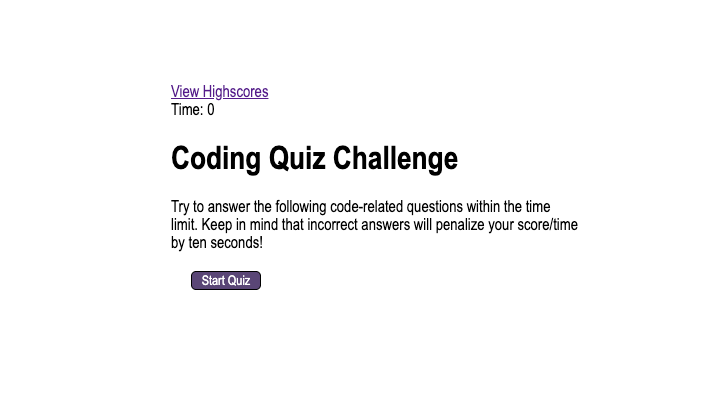 View Highscores
Time: 0
Coding Quiz Challenge
Try to answer the following code-related questions within the time
limit. Keep in mind that incorrect answers will penalize your score/time
by ten seconds!
Start Quiz